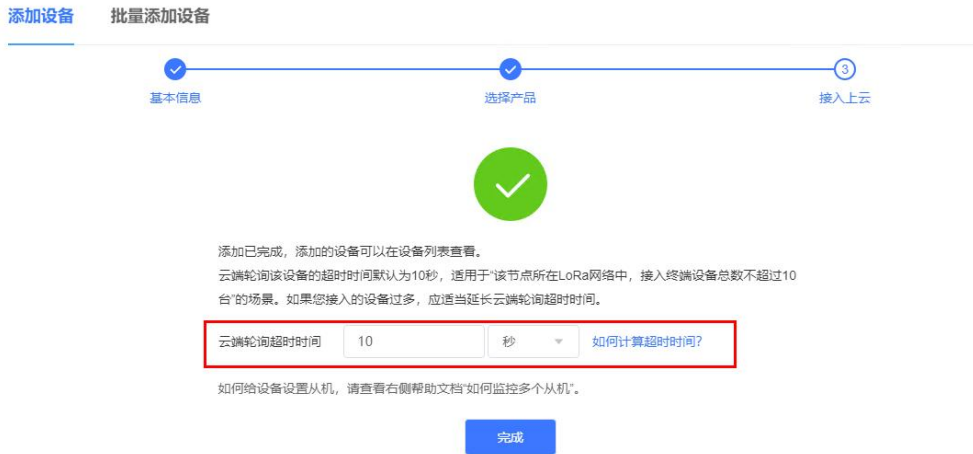 添加设备 批量添加设备
3
基本信息 选择产品 接入上云
添加已完成，添加的设备可以在设备列表查看。
云端轮询该设备的超时时间默认为10秒，适用于“该节点所在LoRa网络中，接入终端设备总数不超过10
台”的场景。如果您接入的设备过多，应适当延长云端轮询超时时间。
云端轮询超时时间 10 秒 如何计算超时时间?
如何给设备设置从机，请查看右侧帮助文档“如何监控多个从机”。
完成